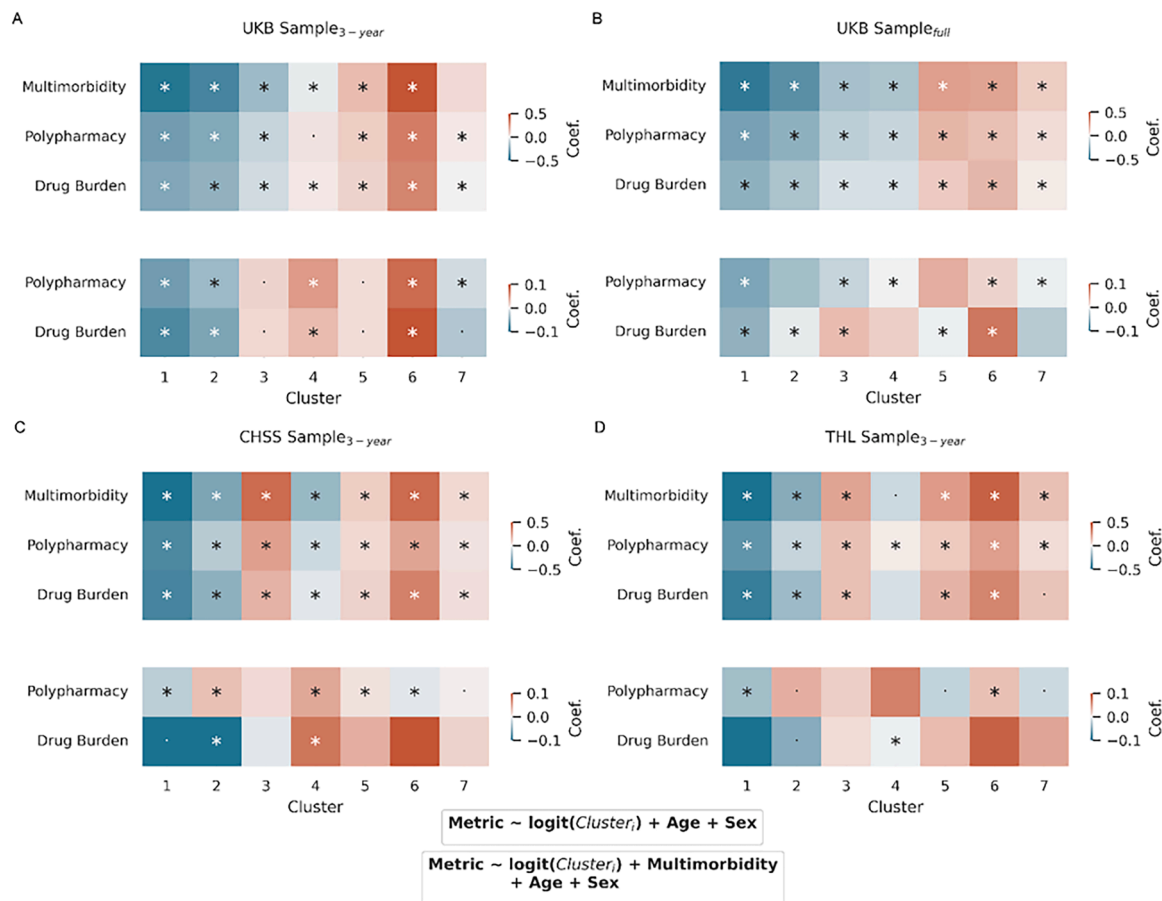 A
UKB Sample3−year
Multimorbidity
Polypharmacy
Drug Burden
0.5
0.0
−0.5
Coef.
Polypharmacy
Drug Burden
0.1
0.0
−0.1
Coef.
1 2 3 4 5 6 7
Cluster
B
UKB Samplefull
Multimorbidity
Polypharmacy
Drug Burden
0.5
0.0
−0.5
Coef.
Polypharmacy
Drug Burden
0.1
0.0
−0.1
Coef.
1 2 3 4 5 6 7
Cluster
C
CHSS Sample3−year
Multimorbidity
Polypharmacy
Drug Burden
0.5
0.0
−0.5
Coef.
Polypharmacy
Drug Burden
0.1
0.0
−0.1
Coef.
1 2 3 4 5 6 7
Cluster
D
THL Sample3−year
Multimorbidity
Polypharmacy
Drug Burden
0.5
0.0
−0.5
Coef.
Polypharmacy
Drug Burden
0.1
0.0
−0.1
Coef.
1 2 3 4 5 6 7
Cluster
Metric ~ logit(Clusteri) + Age + Sex
Metric ~ logit(Clusteri) + Multimorbidity
+ Age + Sex